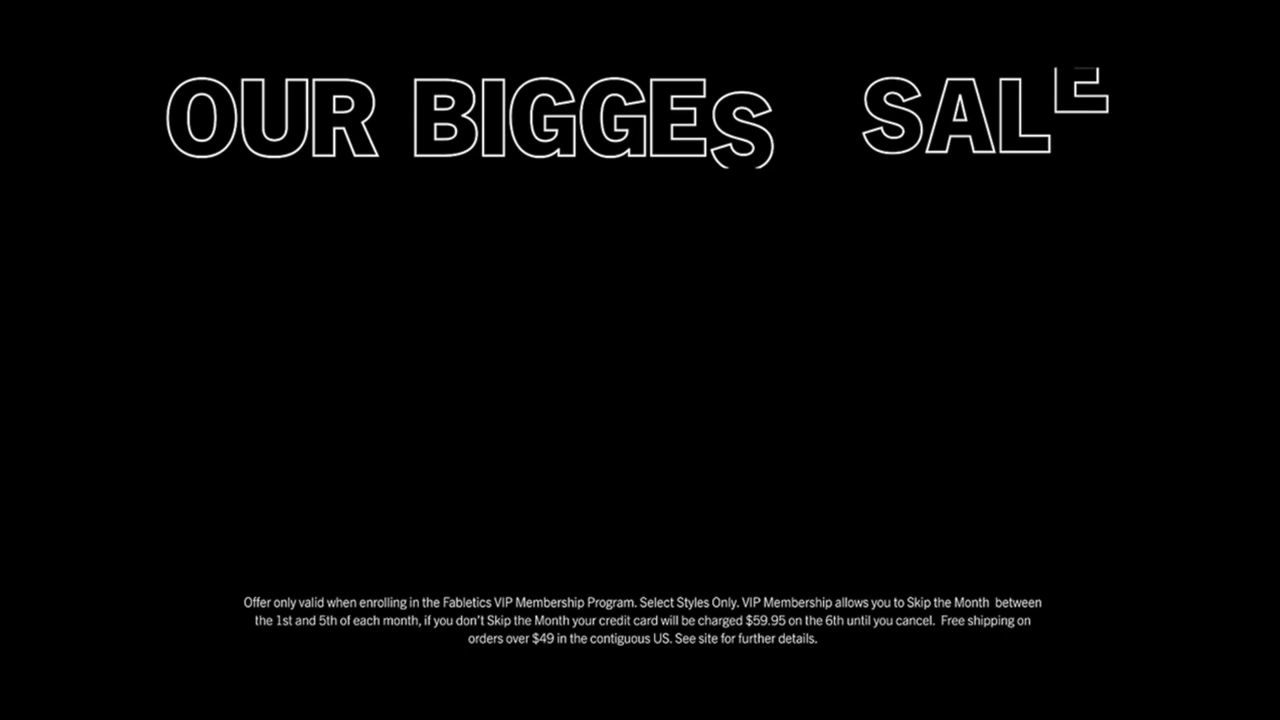 OUR BIGGES SALE
Offer only valid when enrolling in the Fabletics VIP Membership Program. Select Styles Only. VIP Membership allows you to Skip the Month between
the 1st and 5th of each month, if you don't Skip the Month your credit card will be charged $59.95 on the 6th until you cancel. Free shipping on
orders over $49 in the contiguous US. See site for further details.